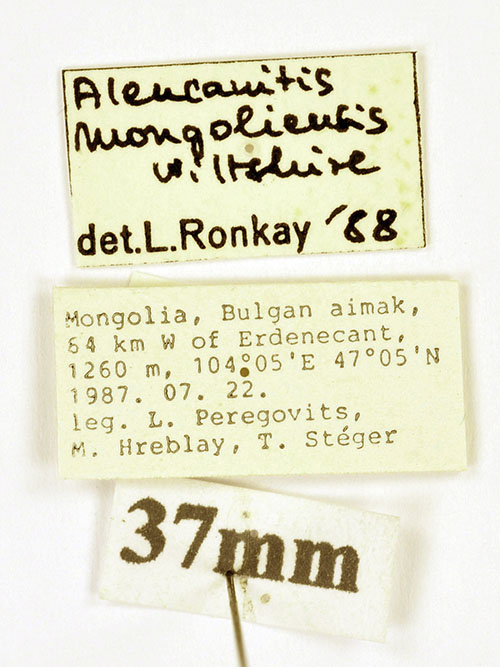 Aleucanitis
mongoliensis
Wiltshire
det.L.Ronkay '88
Mongolia, Bulgan aimak,
64 km W of Erdenecant,
1260 m, 104°05'E 47°05'N
1987. 07. 22.
leg. L. Peregovits,
M. Hreblay, T. Stéger
37mm